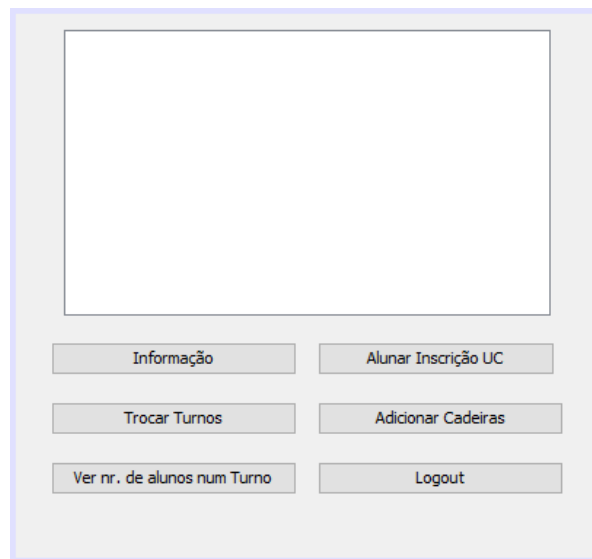 Informação
Alunar Inscrição UC
Trocar Turnos
Adicionar Cadeiras
Ver nr. de alunos num Turno
Logout